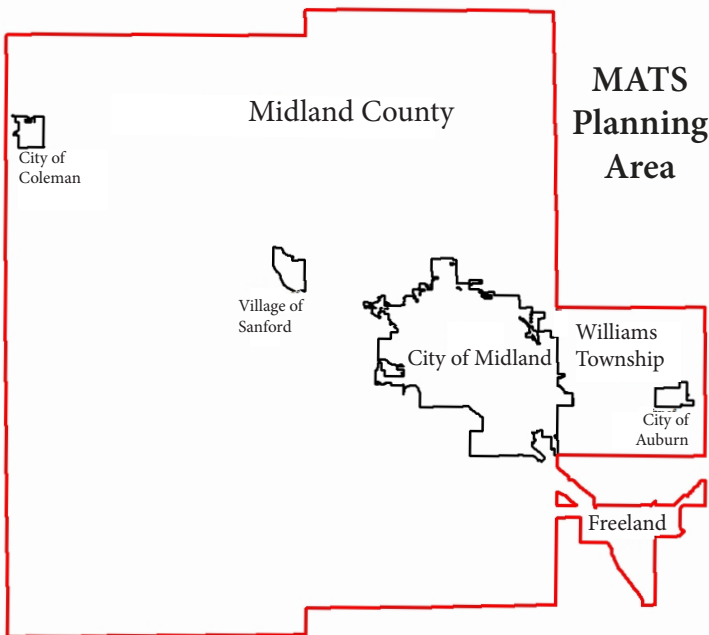 MATS
Planning
Area
Midland County
City of
Coleman
Village of
Sanford
City of Midland
Williams
Township
City of
Auburn
Freeland